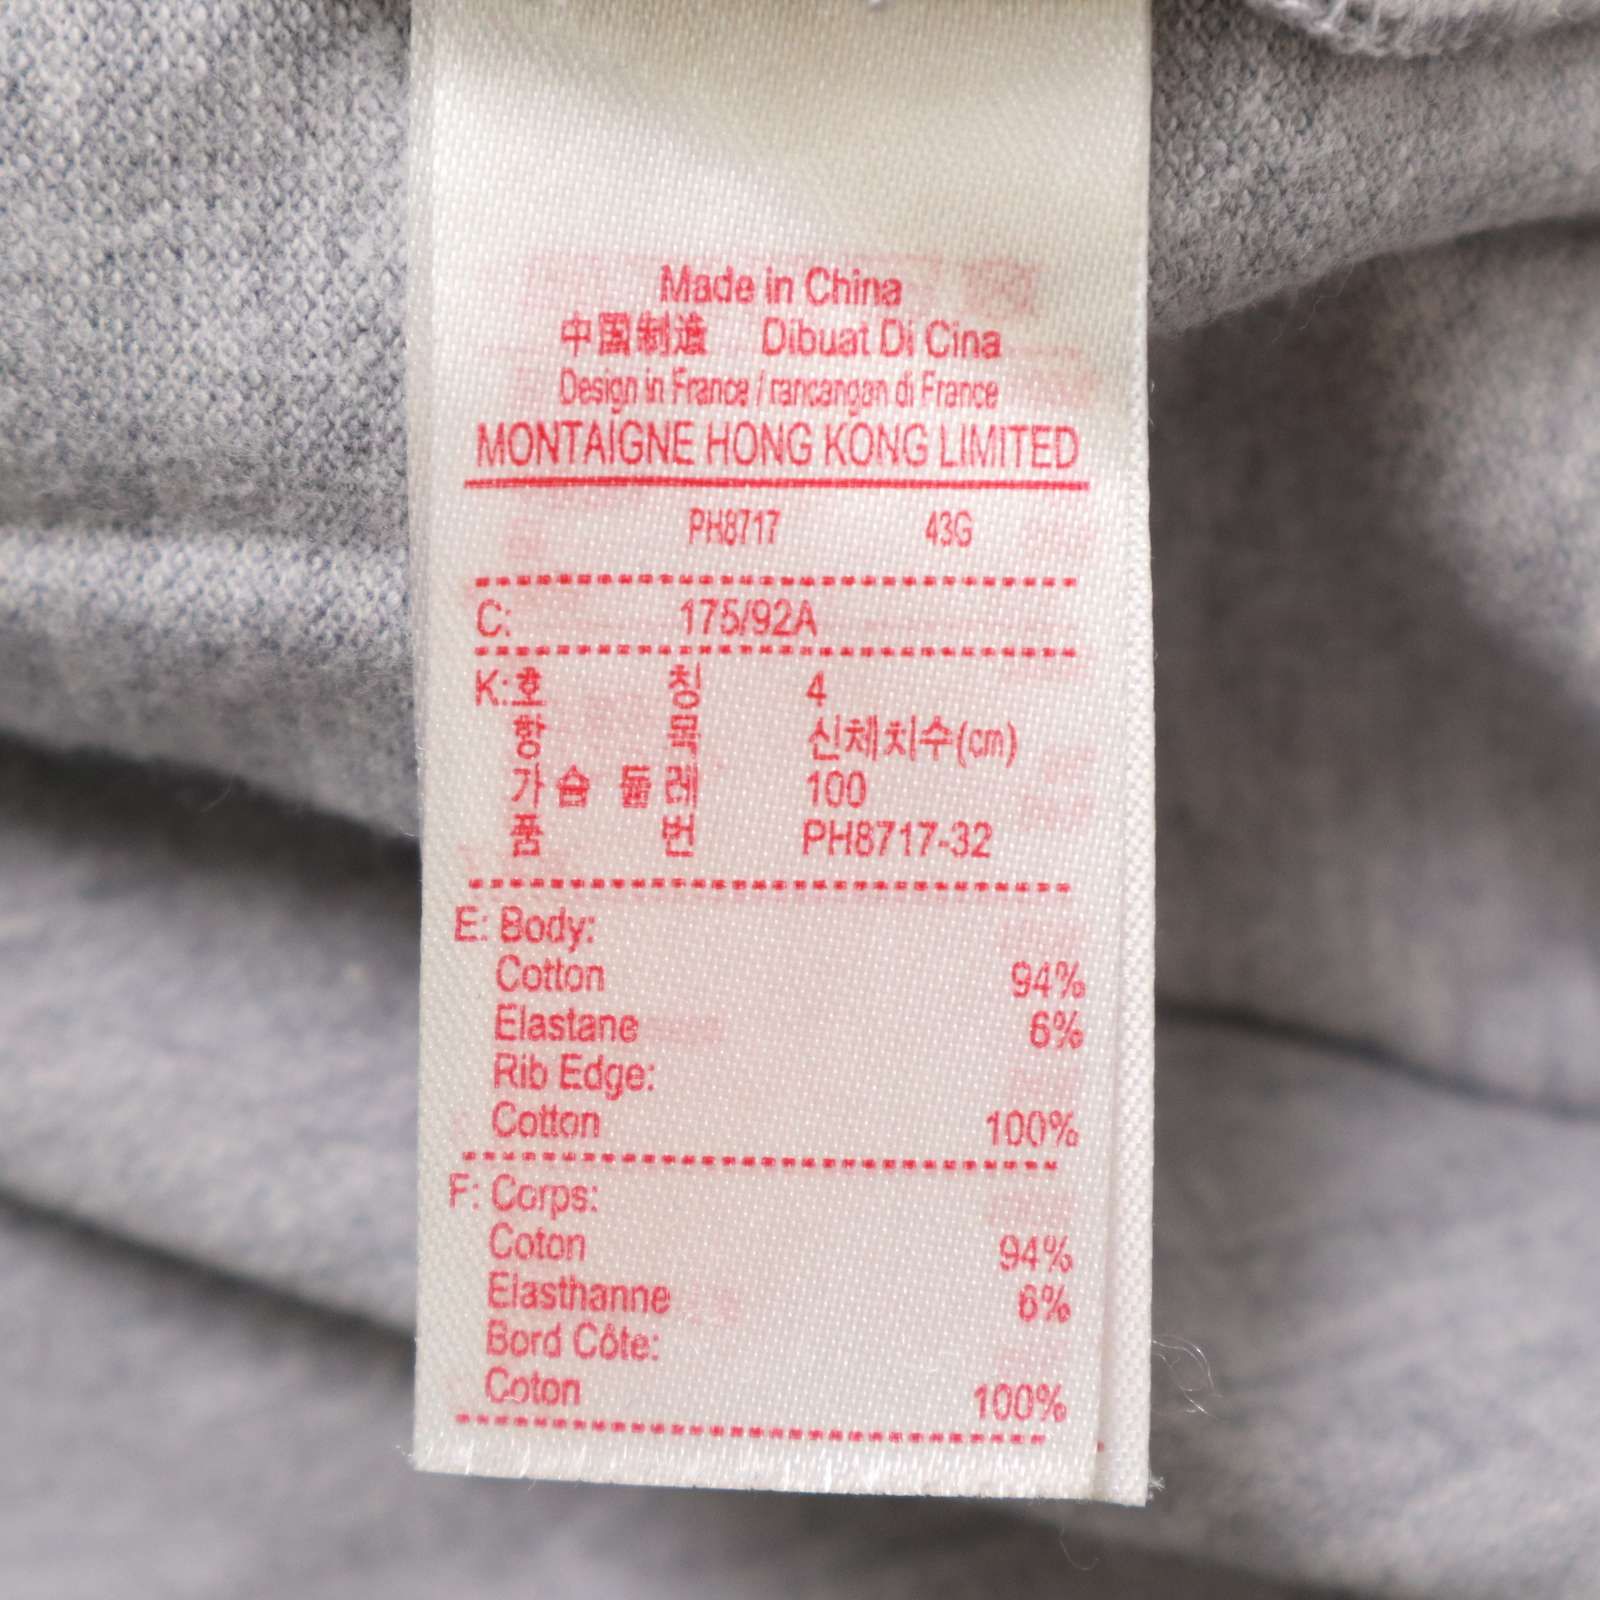 Made in China
中国制造 Dibuat Di Cina
Design in France / rancangan di France
MONTAIGNE HONG KONG LIMITED
PH8717 43G
C: 175/92A
K:호 칭 4
항 목 신체치수(cm)
가슴 둘레 100
품 번 PH8717-32
E: Body:
Cotton 94%
Elastane 6%
Rib Edge:
Cotton 100%
F: Corps:
Coton 94%
Elasthanne 6%
Bord Côte:
Coton 100%